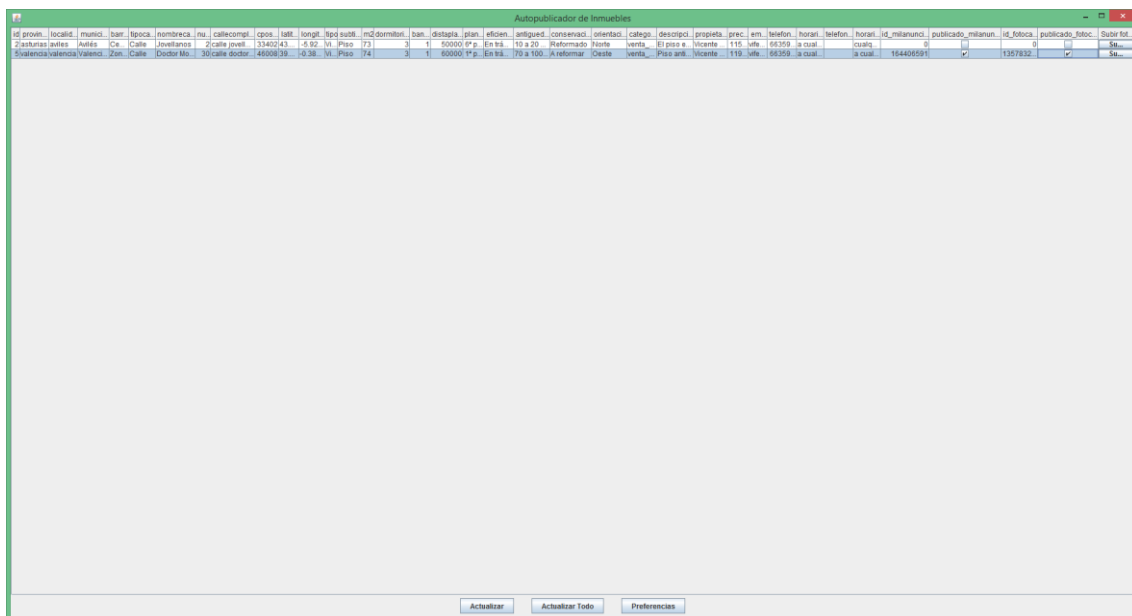 Autopublicador de Inmuebles
id provin... localid... munici... barr... tipoca... nombreca... nu... callecompl... cpos... latit... longit... tipo subti... m2 dormitori... ban... distapla... plan... eficien... antigued... conservaci... orientaci... catego... descripci... propieta... prec... em... telefon... horari... telefon... horari... id_milanunci... publicado_milanun... id_fotoca... publicado_fotoc... Subir fot...
2 asturias aviles Avilés Ce... Calle Jovellanos 2 calle jovell... 33402 43... -5.92... Vi... Piso 73 3 1 50000 6ª p... En trá... 10 a 20 ... Reformado Norte venta_... El piso e... Vicente ... 115... vife... 66359... a cual... cualq... 0 0 Su...
5 valencia valencia Valenci... Zon... Calle Doctor Mo... 30 calle doctor... 46008 39... -0.38... Vi... Piso 74 3 1 60000 1ª p... En trá... 70 a 100... A reformar Oeste venta_... Piso anti... Vicente ... 119... vife... 66359... a cual... a cual... 164406591 1357832... Su...
Actualizar Actualizar Todo Preferencias